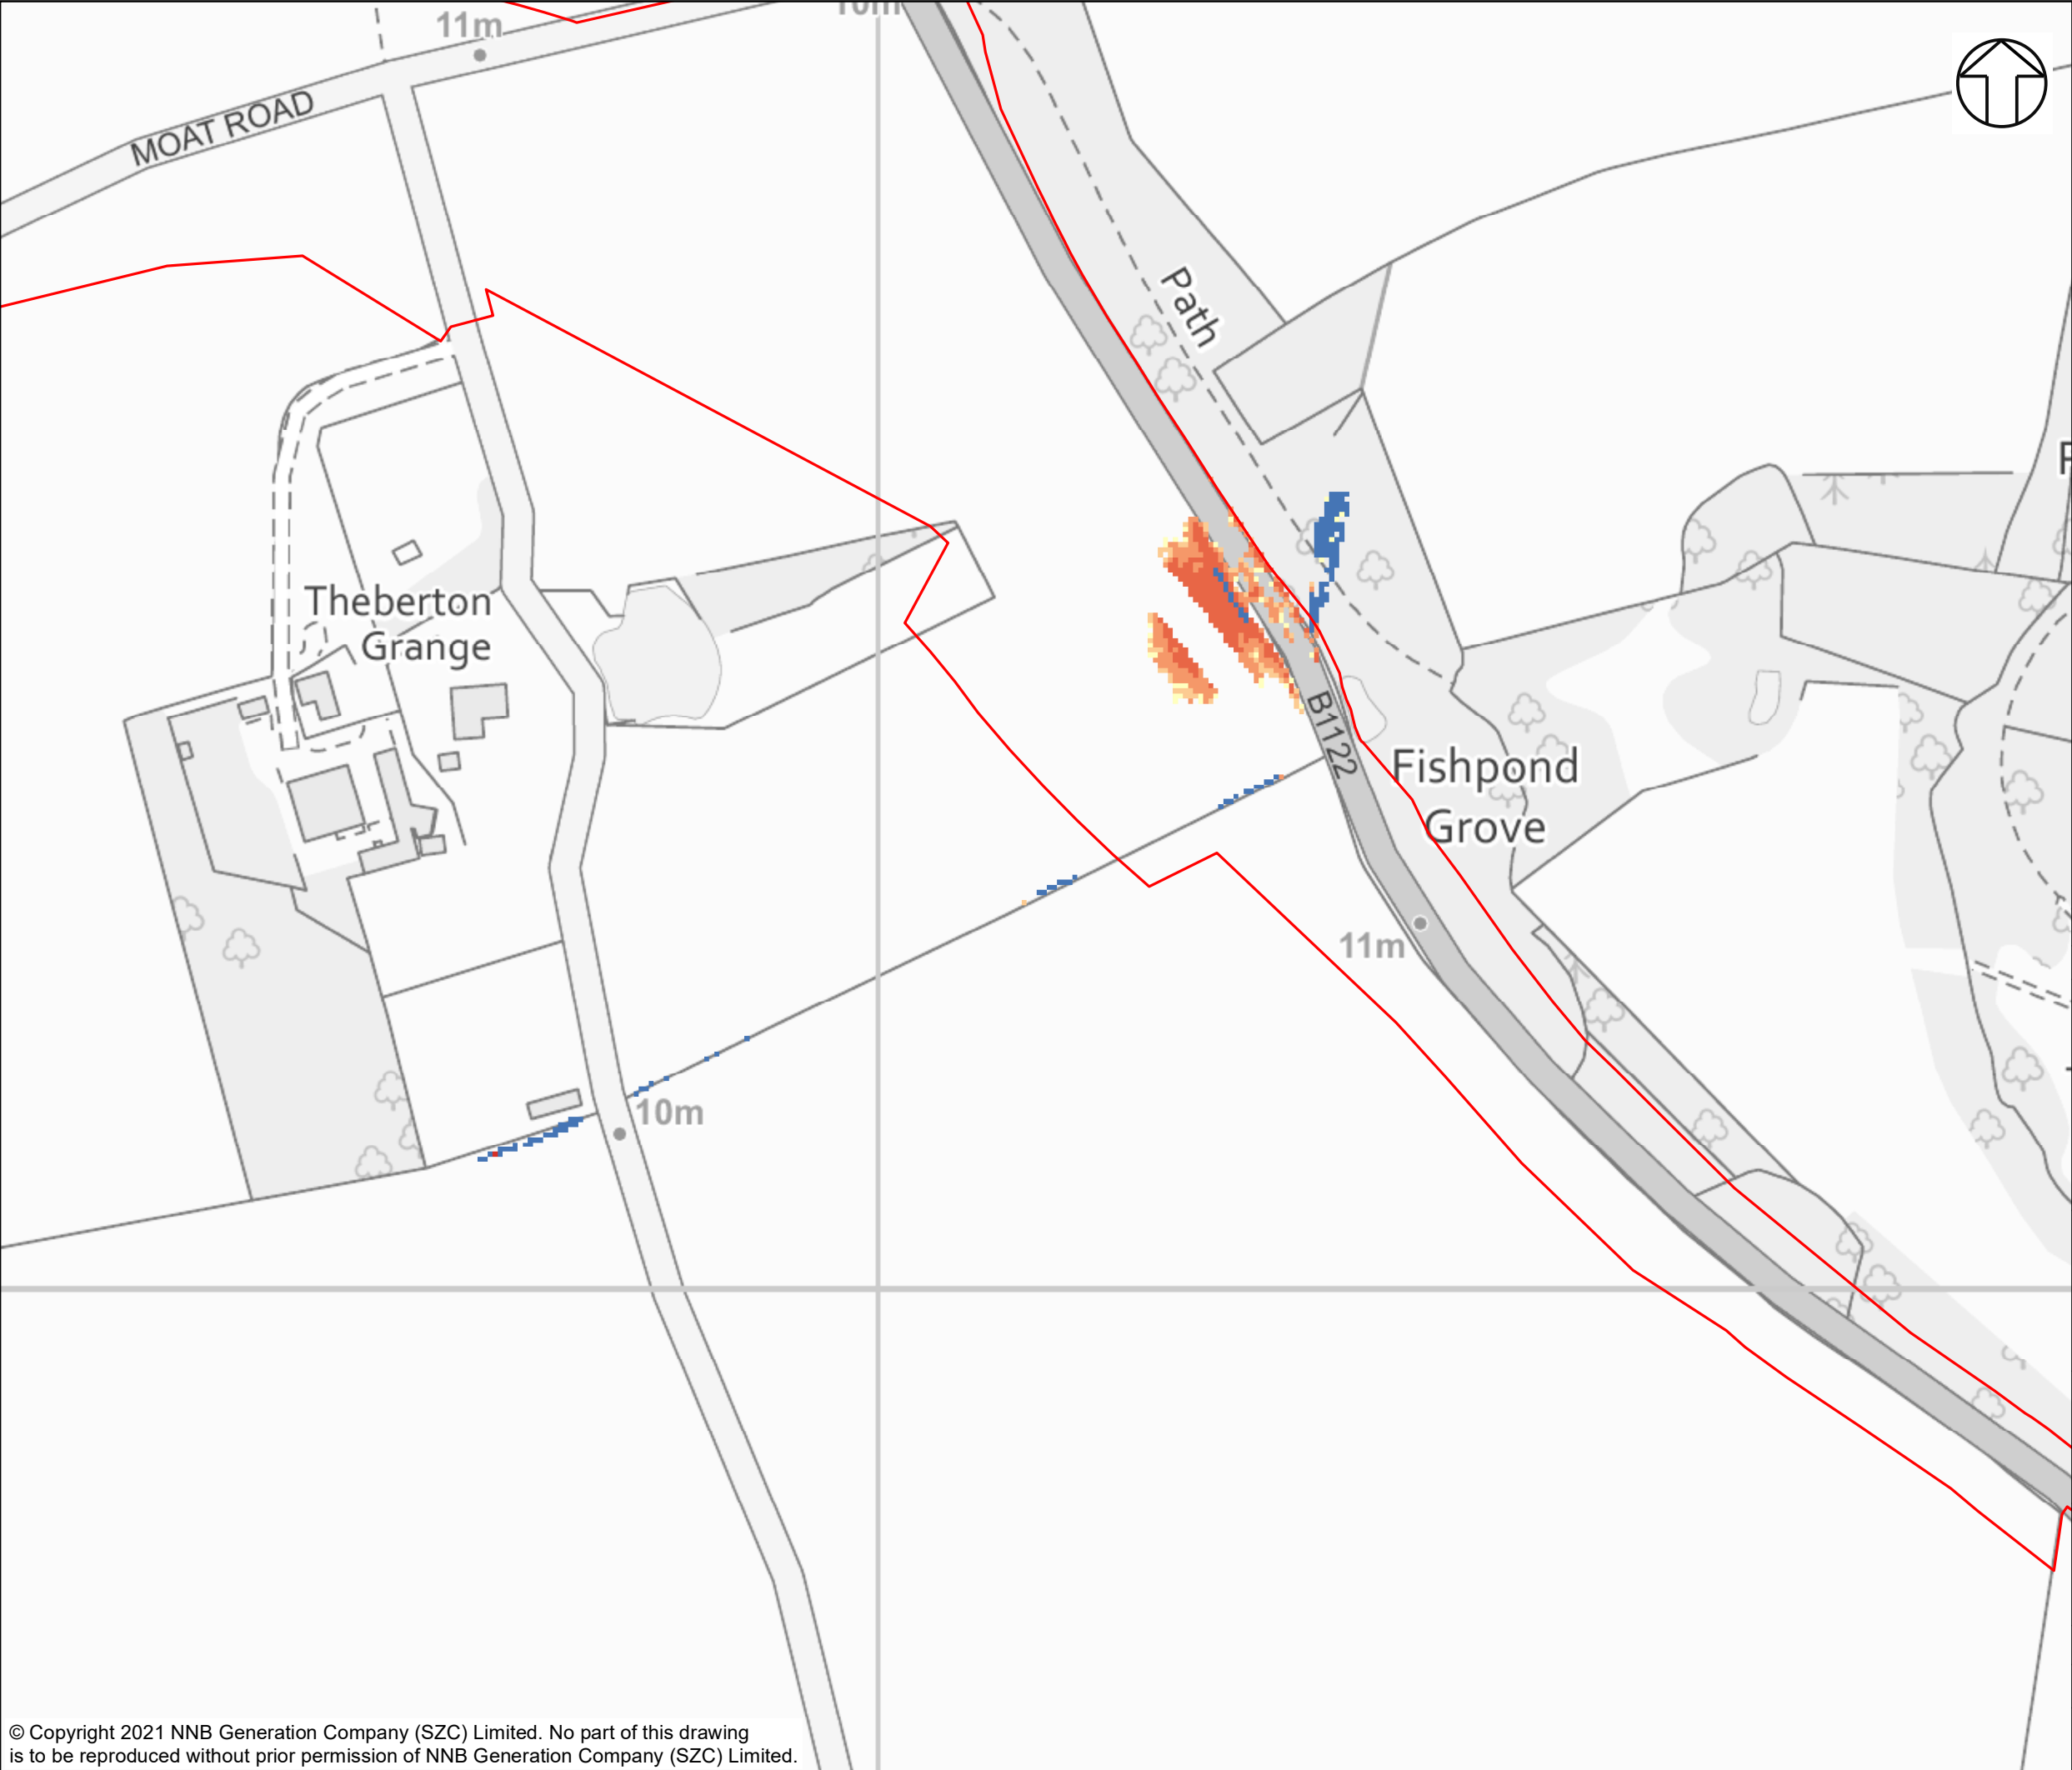 11m
10m
MOAT ROAD
Path
Theberton
Grange
B1122
Fishpond
Grove
11m
10m
© Copyright 2021 NNB Generation Company (SZC) Limited. No part of this drawing
is to be reproduced without prior permission of NNB Generation Company (SZC) Limited.